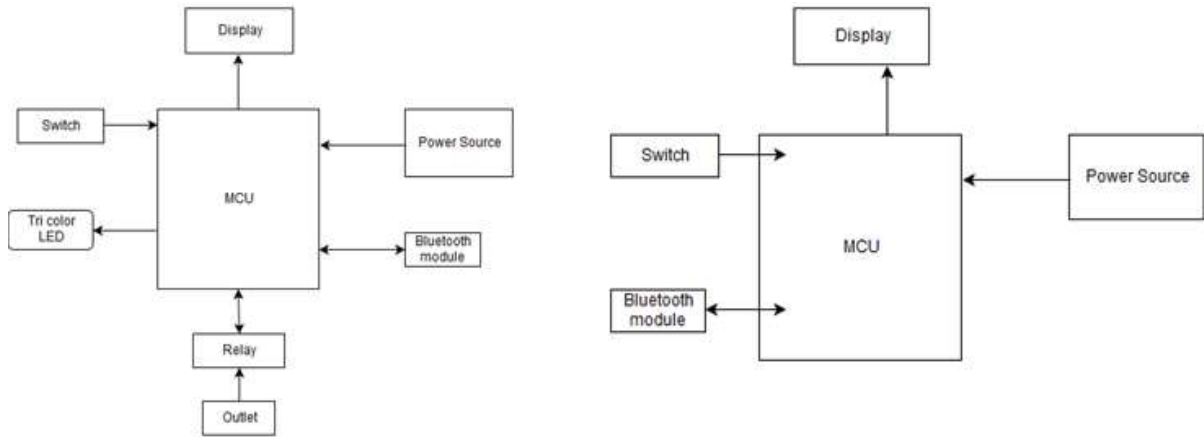 Display
Switch
Power Source
MCU
Tri color
LED
Bluetooth
module
Relay
Outlet
Display
Switch
Power Source
MCU
Bluetooth
module